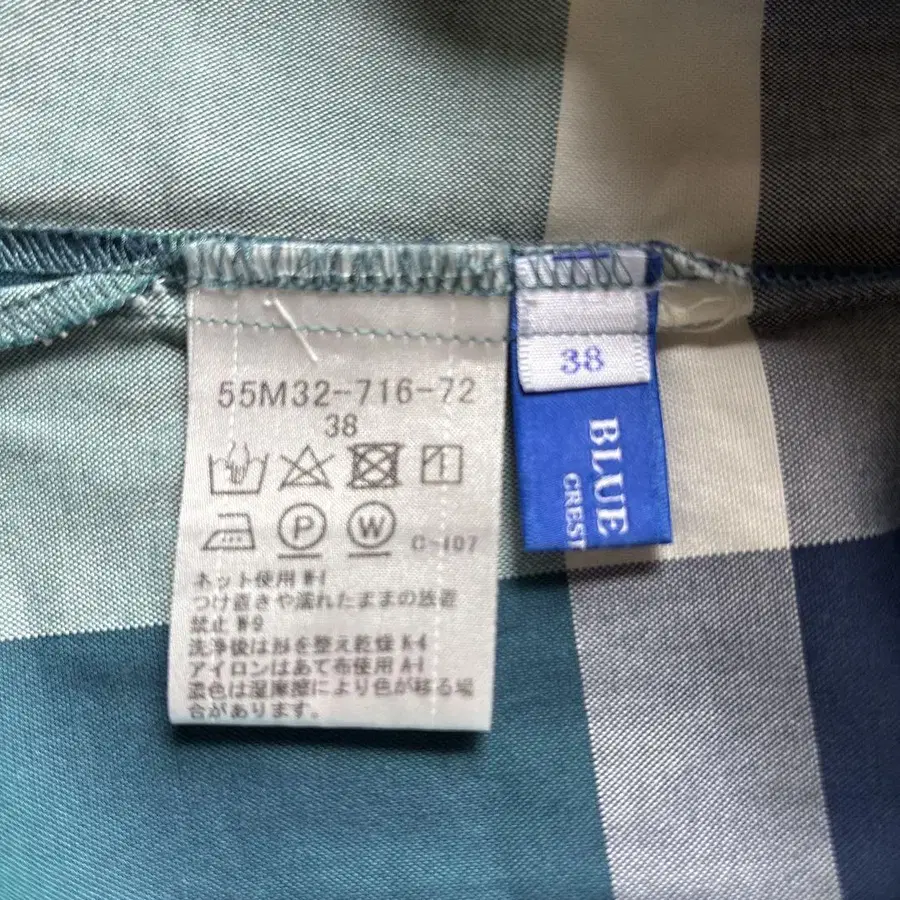 55M32-716-72
38
P
W
C-107
ネット使用 W-1
つけ置きや濡れたままの放置
禁止 W-9
洗浄後は形を整え乾燥 K-4
アイロンはあて布使用 A-1
濃色は湿摩擦により色が移る場
合があります。
38
BLUE
CREST